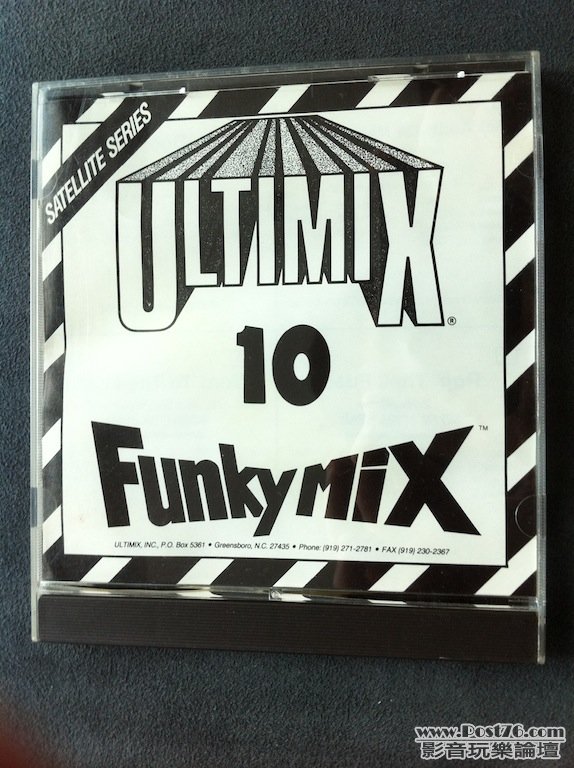 SATELLITE SERIES
ULTIMIX®
10
FunkyMiX™
ULTIMIX, INC., P.O. Box 5361 • Greensboro, N.C. 27435 • Phone: (919) 271-2781 • FAX (919) 230-2367
www.Post76.com
影音玩樂論壇